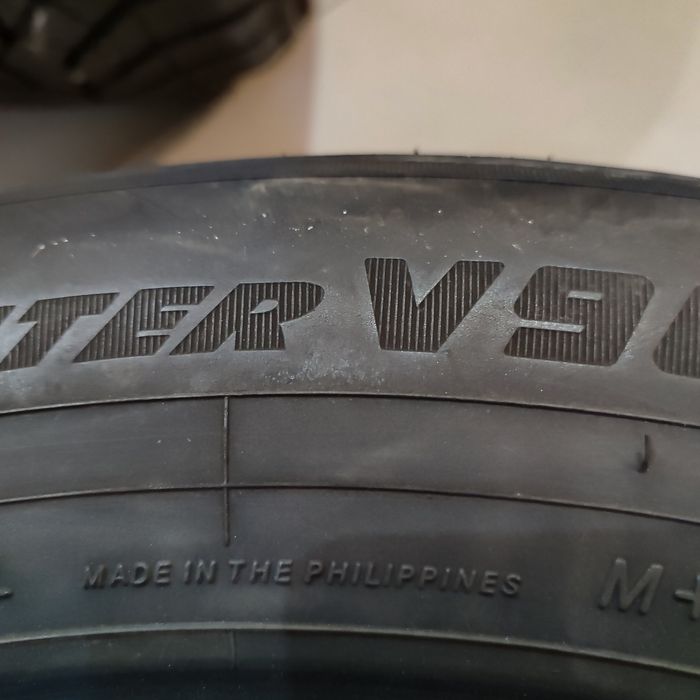 TER V9
MADE IN THE PHILIPPINES M+